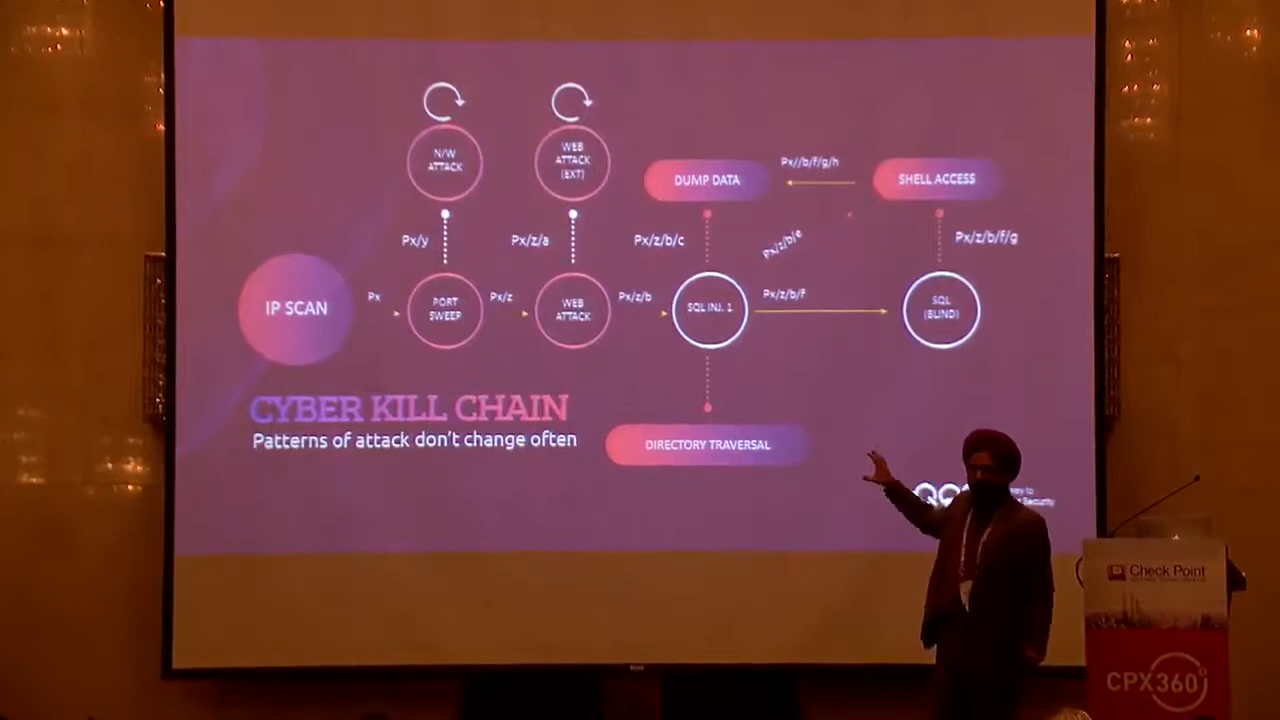 N/W
ATTACK
WEB
ATTACK
(EXT)
DUMP DATA
Px//b/f/g/h
SHELL ACCESS
Px/y
Px/z/a
Px/z/b/c
Px/z/b/e
Px/z/b/f/g
IP SCAN
Px
PORT
SWEEP
Px/z
WEB
ATTACK
Px/z/b
SQL INJ. 1
Px/z/b/f
SQL
(BLIND)
CYBER KILL CHAIN
Patterns of attack don't change often
DIRECTORY TRAVERSAL
to
Security
Check Point
CPX360°